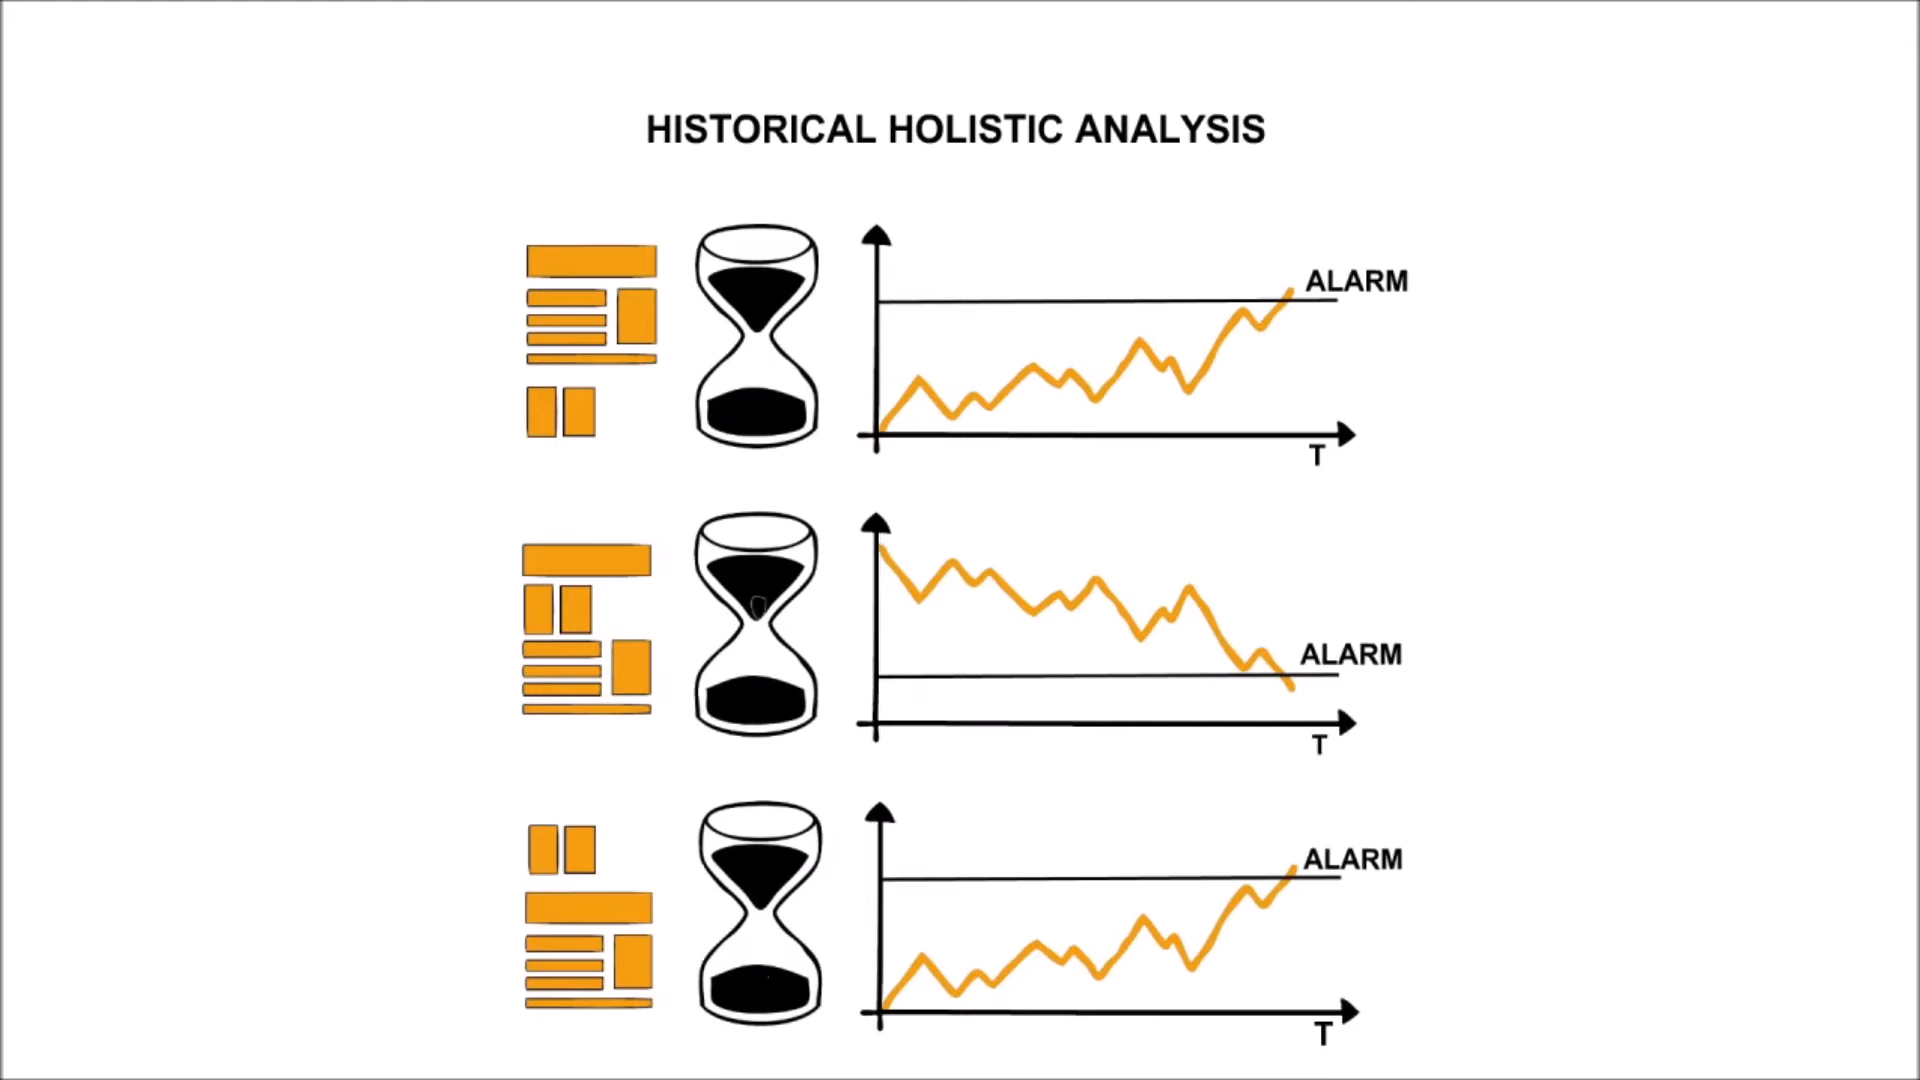 HISTORICAL HOLISTIC ANALYSIS
ALARM
T
ALARM
T
ALARM
T